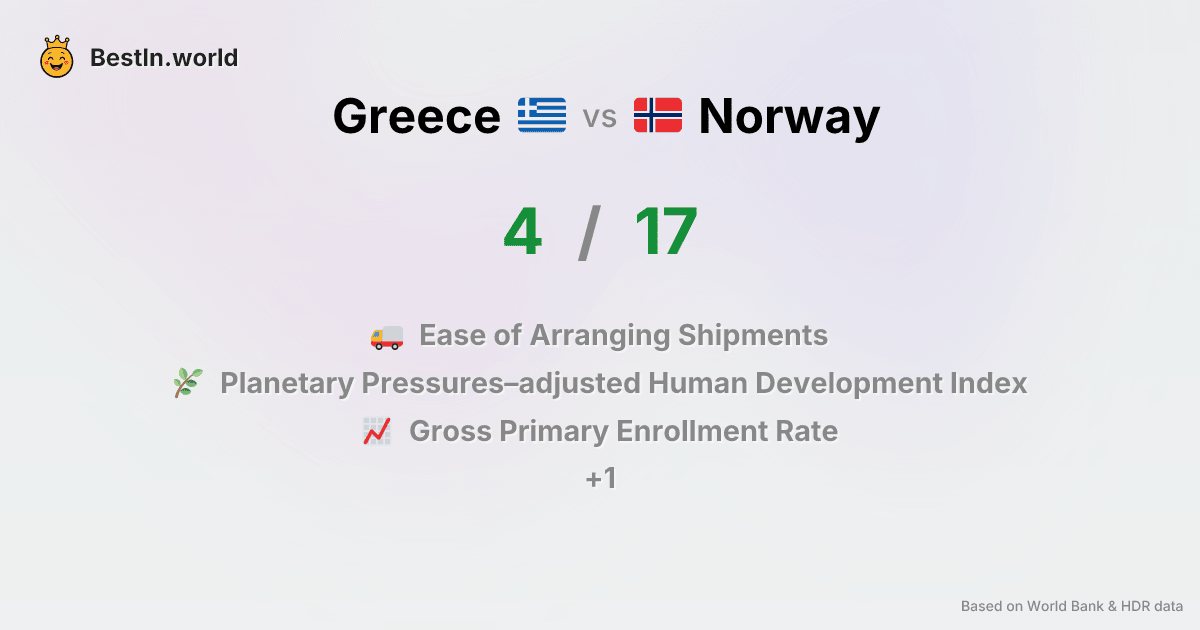 BestIn.world
Greece vs Norway
4 / 17
Ease of Arranging Shipments
Planetary Pressures–adjusted Human Development Index
Gross Primary Enrollment Rate
+1
Based on World Bank & HDR data